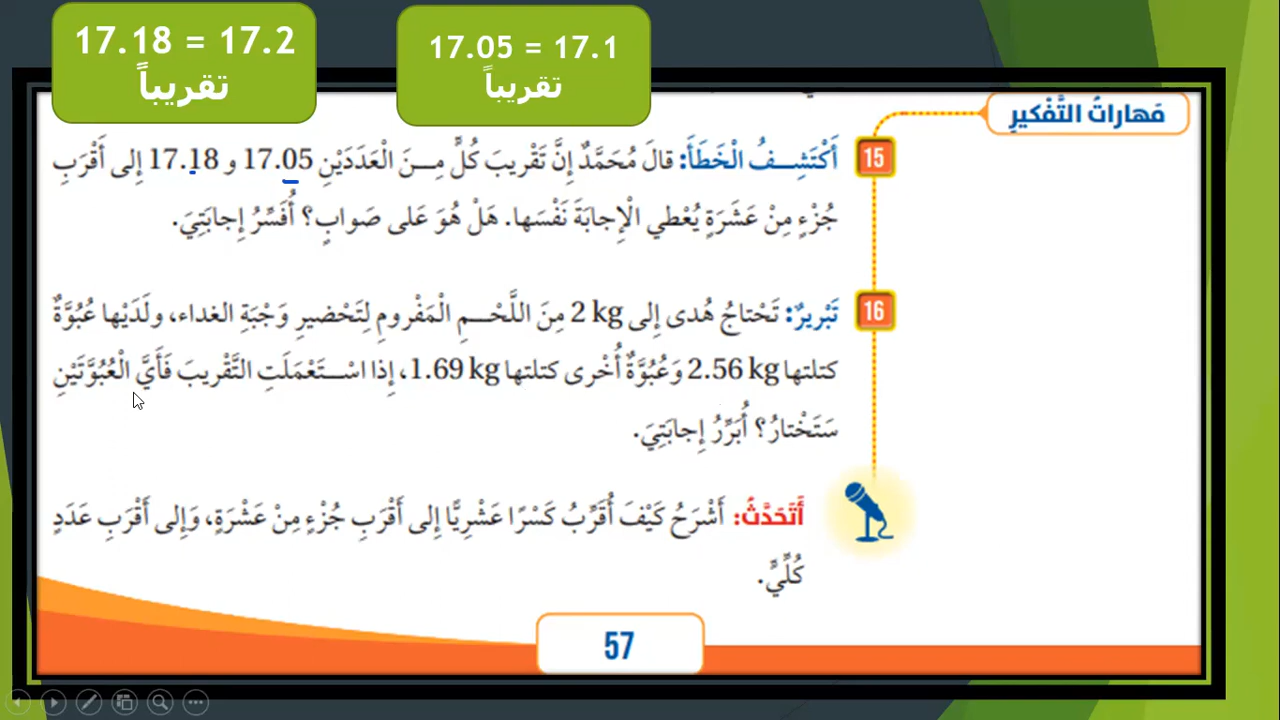 17.05 = 17.1
تقريباً
17.18 = 17.2
تقريباً
مَهاراتُ التَّفْكيرِ
15 أَكْتَشِفُ الْخَطَأَ: قالَ مُحَمَّدٌ إِنَّ تَقْريبَ كُلٍّ مِنَ الْعَدَدَيْنِ 17.05 و 17.18 إِلى أَقْرَبِ
جُزْءٍ مِنْ عَشَرَةٍ يُعْطي الْإِجابَةَ نَفْسَها. هَلْ هُوَ عَلى صَوابٍ؟ أُفَسِّرُ إِجابَتِيَ.
16 تَبْريرٌ: تَحْتاجُ هُدى إِلى 2 kg مِنَ اللَّحْمِ الْمَفْرومِ لِتَحْضيرِ وَجْبَةِ الغداء، ولَدَيْها عُبُوَّةٌ
كتلتها 2.56 kg وَعُبُوَّةٌ أُخْرى كتلتها 1.69 kg، إِذا اسْتَعْمَلَتِ التَّقْريبَ فَأَيَّ الْعُبُوَّتَيْنِ
سَتَخْتارُ؟ أُبَرِّرُ إِجابَتِيَ.
أَتَحَدَّثُ: أَشْرَحُ كَيْفَ أُقَرِّبُ كَسْرًا عَشْرِيًّا إِلى أَقْرَبِ جُزْءٍ مِنْ عَشْرَةٍ، وَإِلى أَقْرَبِ عَدَدٍ
كُلِّيٍّ.
57